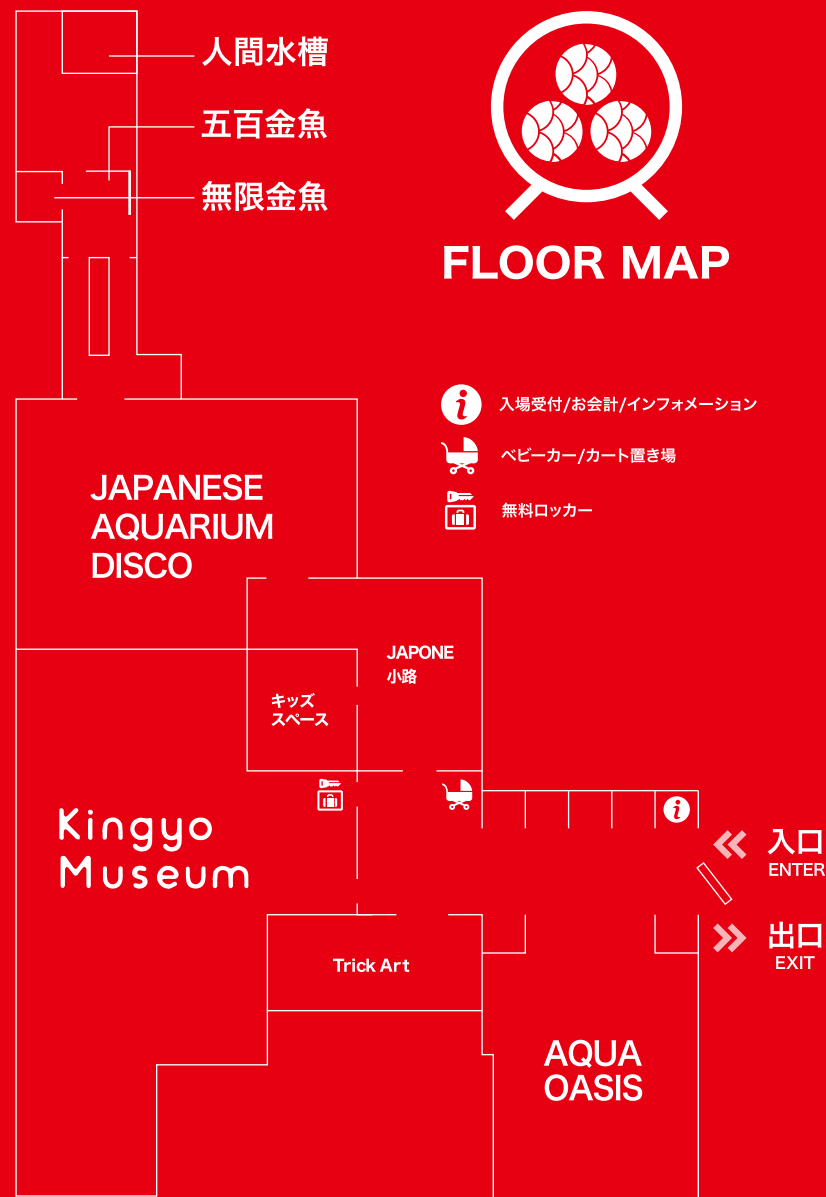 人間水槽
五百金魚
無限金魚
FLOOR MAP
入場受付/お会計/インフォメーション
ベビーカー/カート置き場
無料ロッカー
JAPANESE
AQUARIUM
DISCO
JAPONE
小路
キッズ
スペース
Kingyo
Museum
入口
ENTER
出口
EXIT
Trick Art
AQUA
OASIS